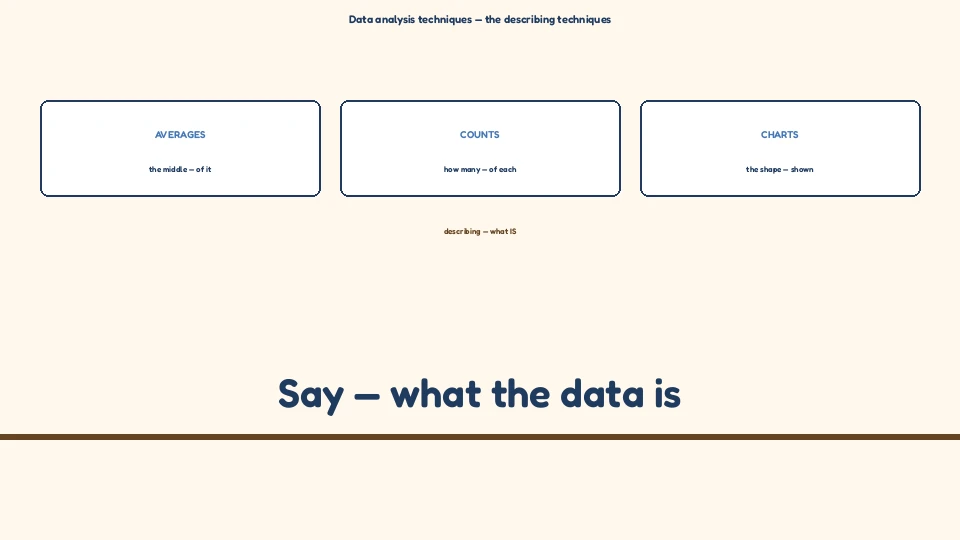 Data analysis techniques — the describing techniques
AVERAGES
the middle — of it
COUNTS
how many — of each
CHARTS
the shape — shown
describing — what IS
Say — what the data is